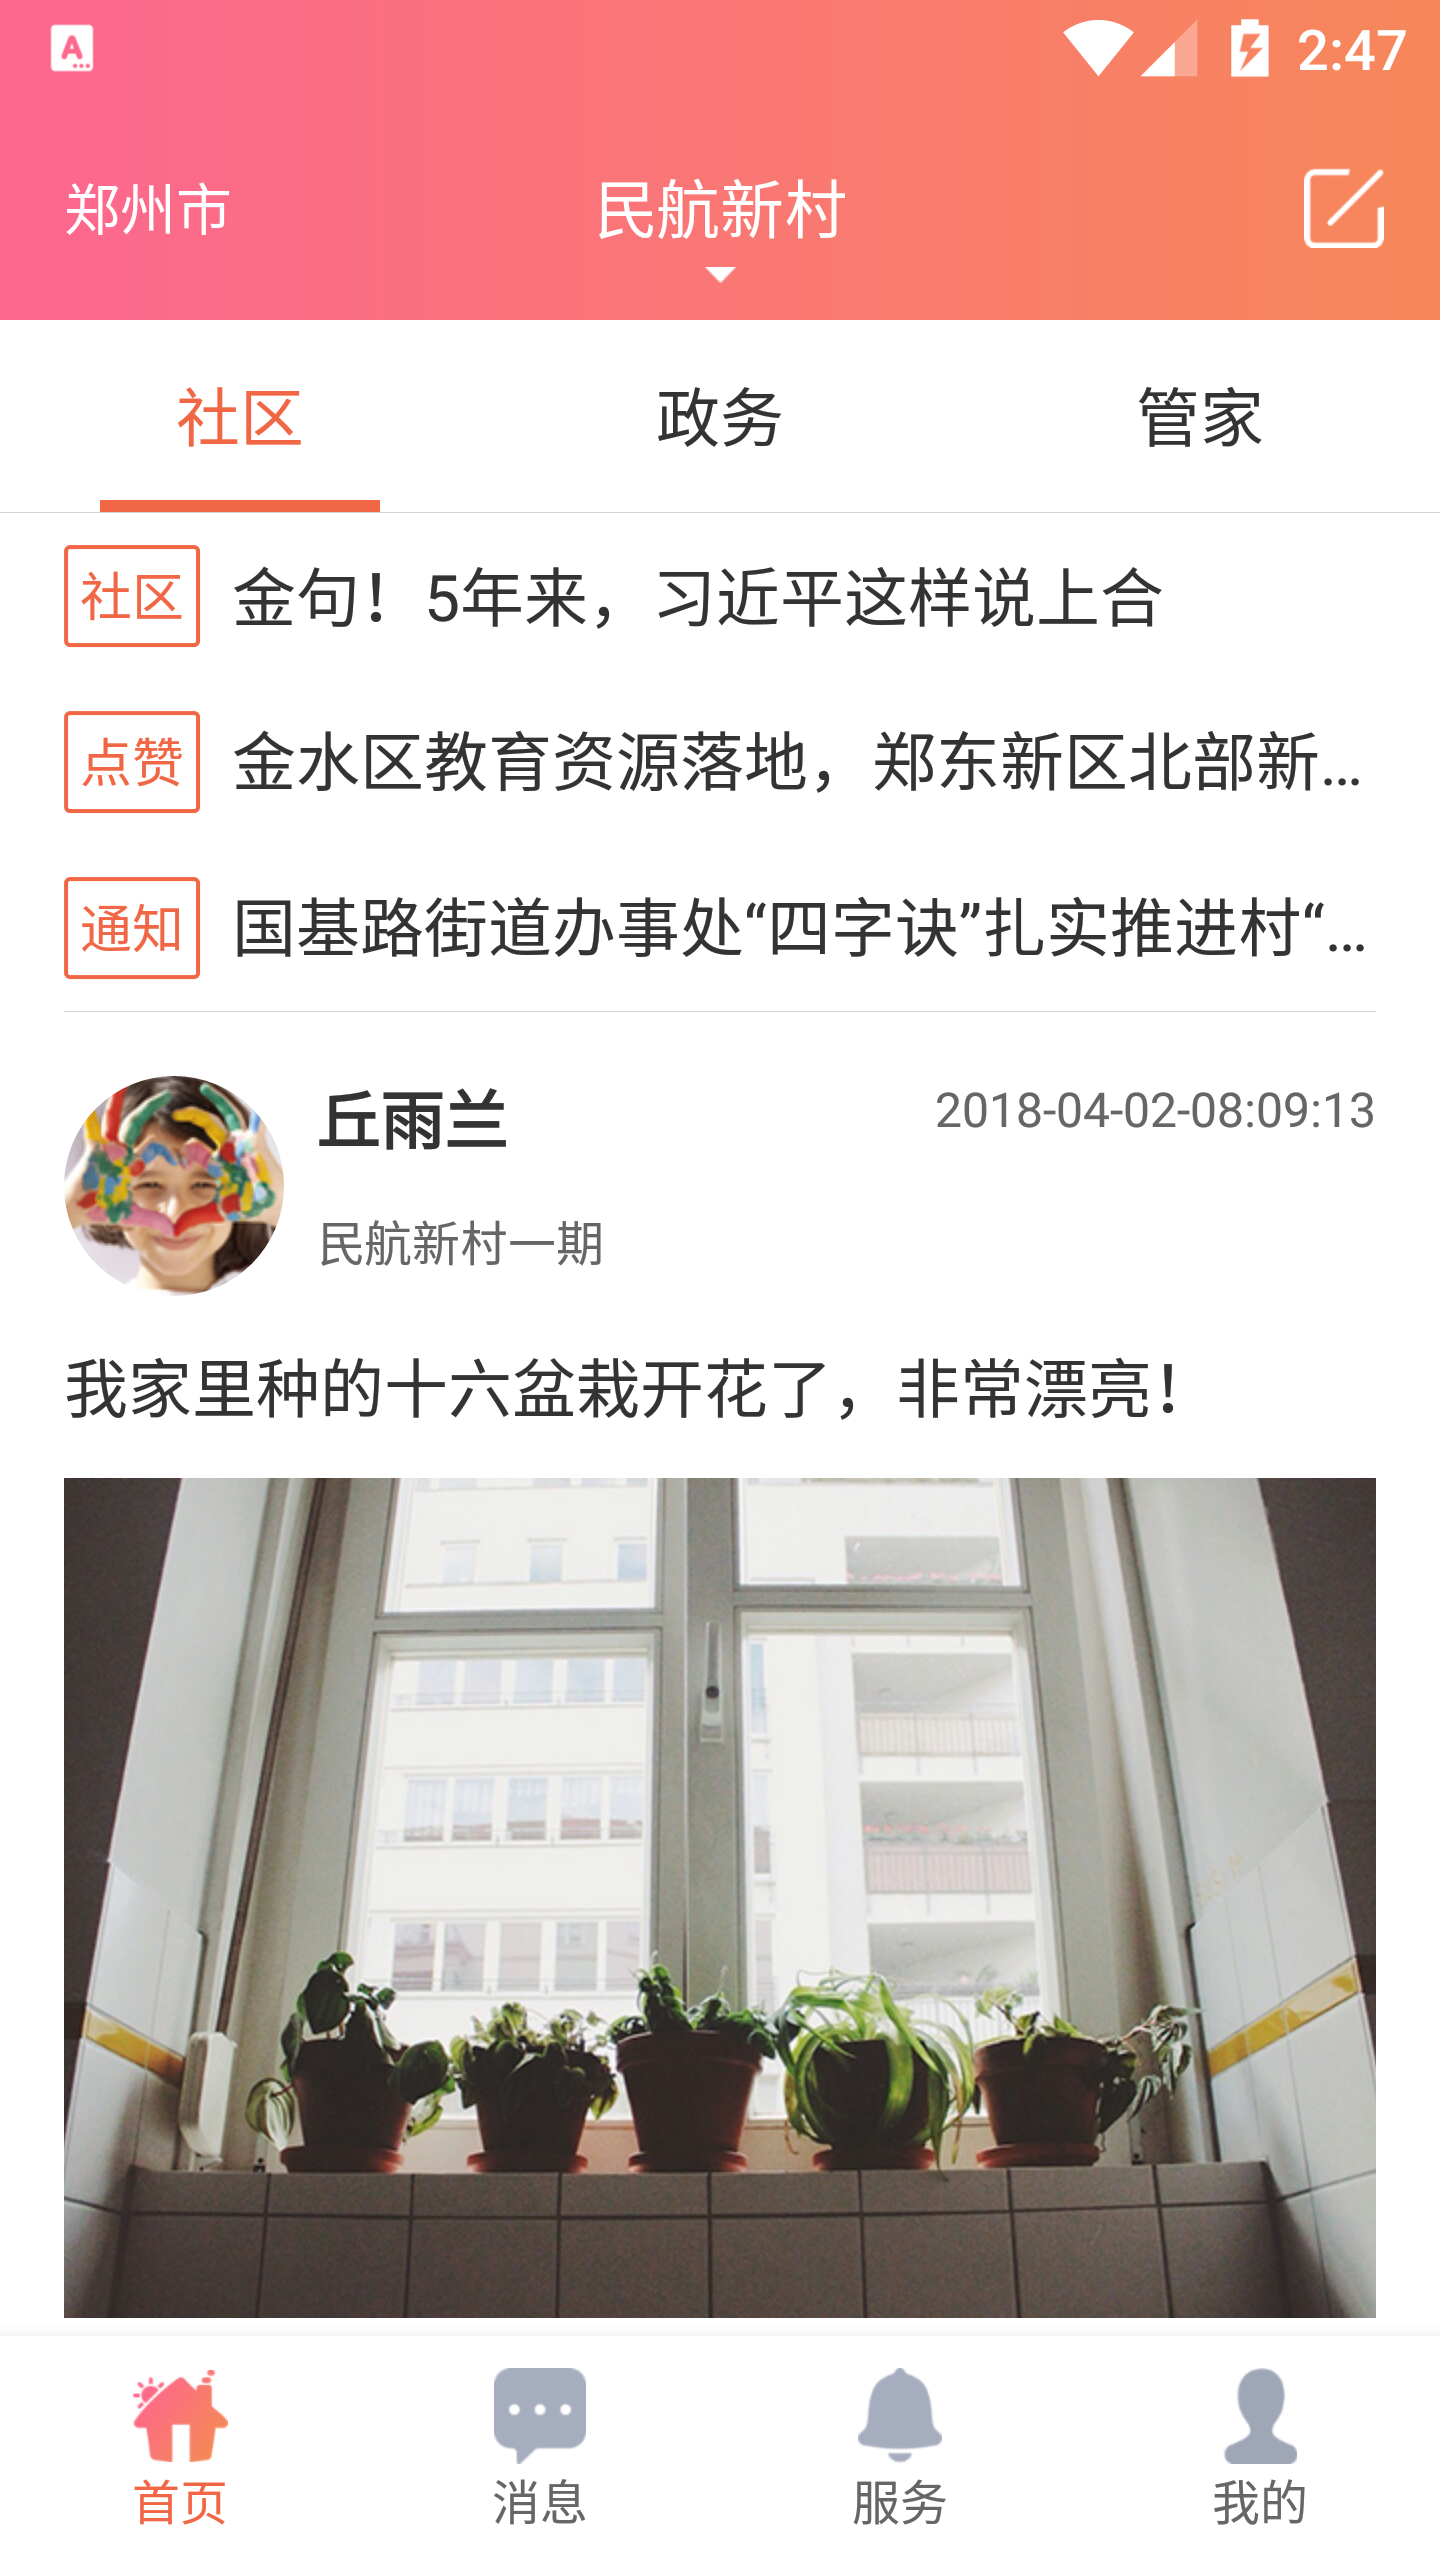 2:47
郑州市
民航新村
社区
政务
管家
社区 金句！5年来，习近平这样说上合
点赞 金水区教育资源落地，郑东新区北部新...
通知 国基路街道办事处“四字诀”扎实推进村“...
丘雨兰
2018-04-02-08:09:13
民航新村一期
我家里种的十六盆栽开花了，非常漂亮！
首页
消息
服务
我的